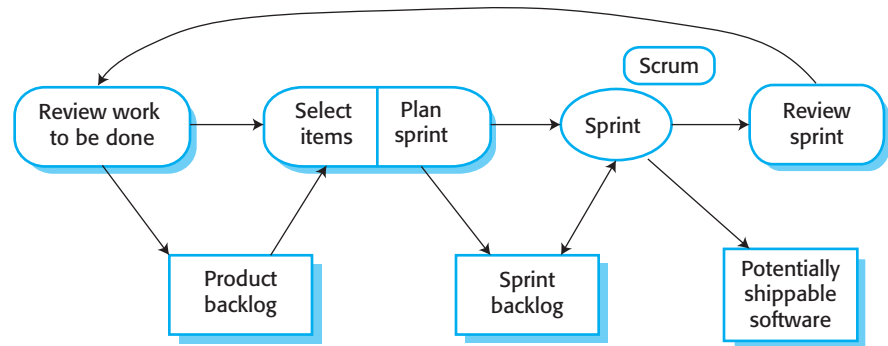 Scrum
Review work
to be done
Select
items
Plan
sprint
Sprint
Review
sprint
Product
backlog
Sprint
backlog
Potentially
shippable
software